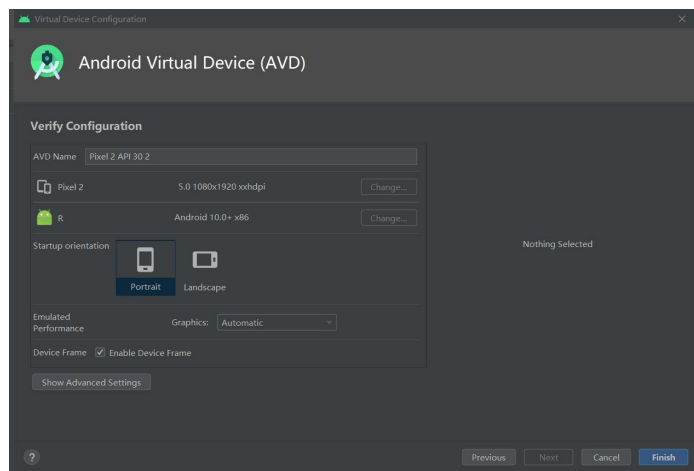 Virtual Device Configuration
Android Virtual Device (AVD)
Verify Configuration
AVD Name Pixel 2 API 30 2
Pixel 2 5.0 1080x1920 xxhdpi Change...
R Android 10.0+ x86 Change...
Startup orientation
Portrait Landscape
Nothing Selected
Emulated
Performance
Graphics: Automatic
Device Frame Enable Device Frame
Show Advanced Settings
? Previous Next Cancel Finish